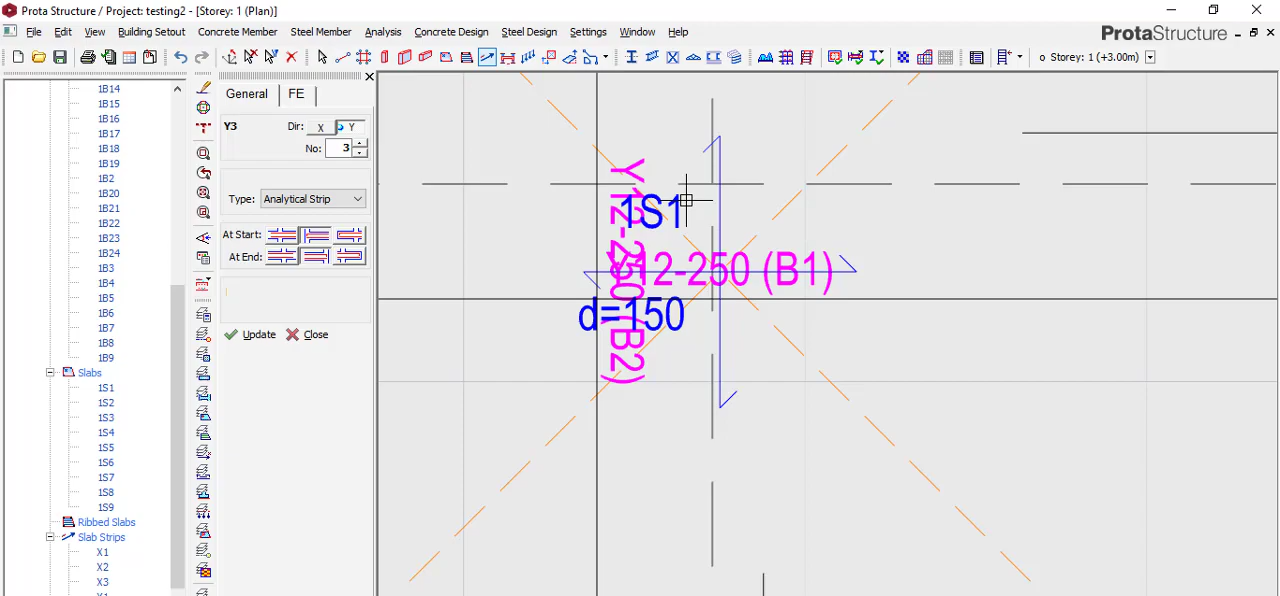 Prota Structure / Project: testing2 - [Storey: 1 (Plan)]
File Edit View Building Setout Concrete Member Steel Member Analysis Concrete Design Steel Design Settings Window Help
ProtaStructure
o Storey: 1 (+3.00m)
1B14
1B15
1B16
1B17
1B18
1B19
1B2
1B20
1B21
1B22
1B23
1B24
1B3
1B4
1B5
1B6
1B7
1B8
1B9
Slabs
1S1
1S2
1S3
1S4
1S5
1S6
1S7
1S8
1S9
Ribbed Slabs
Slab Strips
X1
X2
X3
General FE
Y3 Dir: X Y
No: 3
Type: Analytical Strip
At Start:
At End:
Update Close
1S1
12-250 (B1)
d=150
Y12-250 (B2)